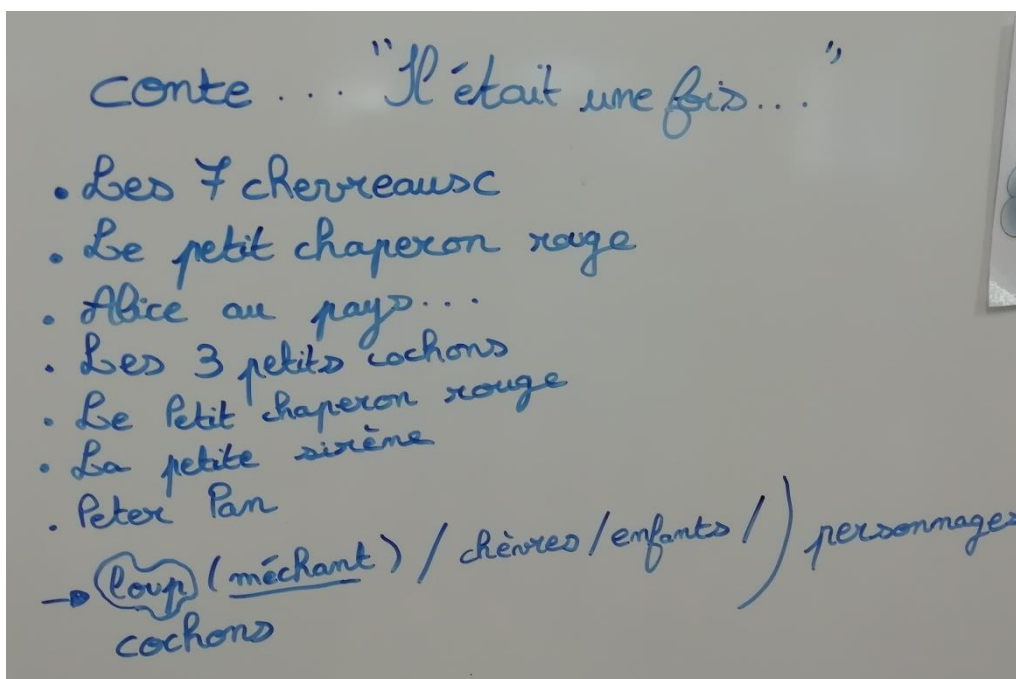 conte ... "Il était une fois..."
. Les 7 chevreaux
. Le petit chaperon rouge
. Alice au pays...
. Les 3 petits cochons
. Le Petit chaperon rouge
. La petite sirène
. Peter Pan
→ loup (méchant) / chèvres / enfants / ) personnages
cochons